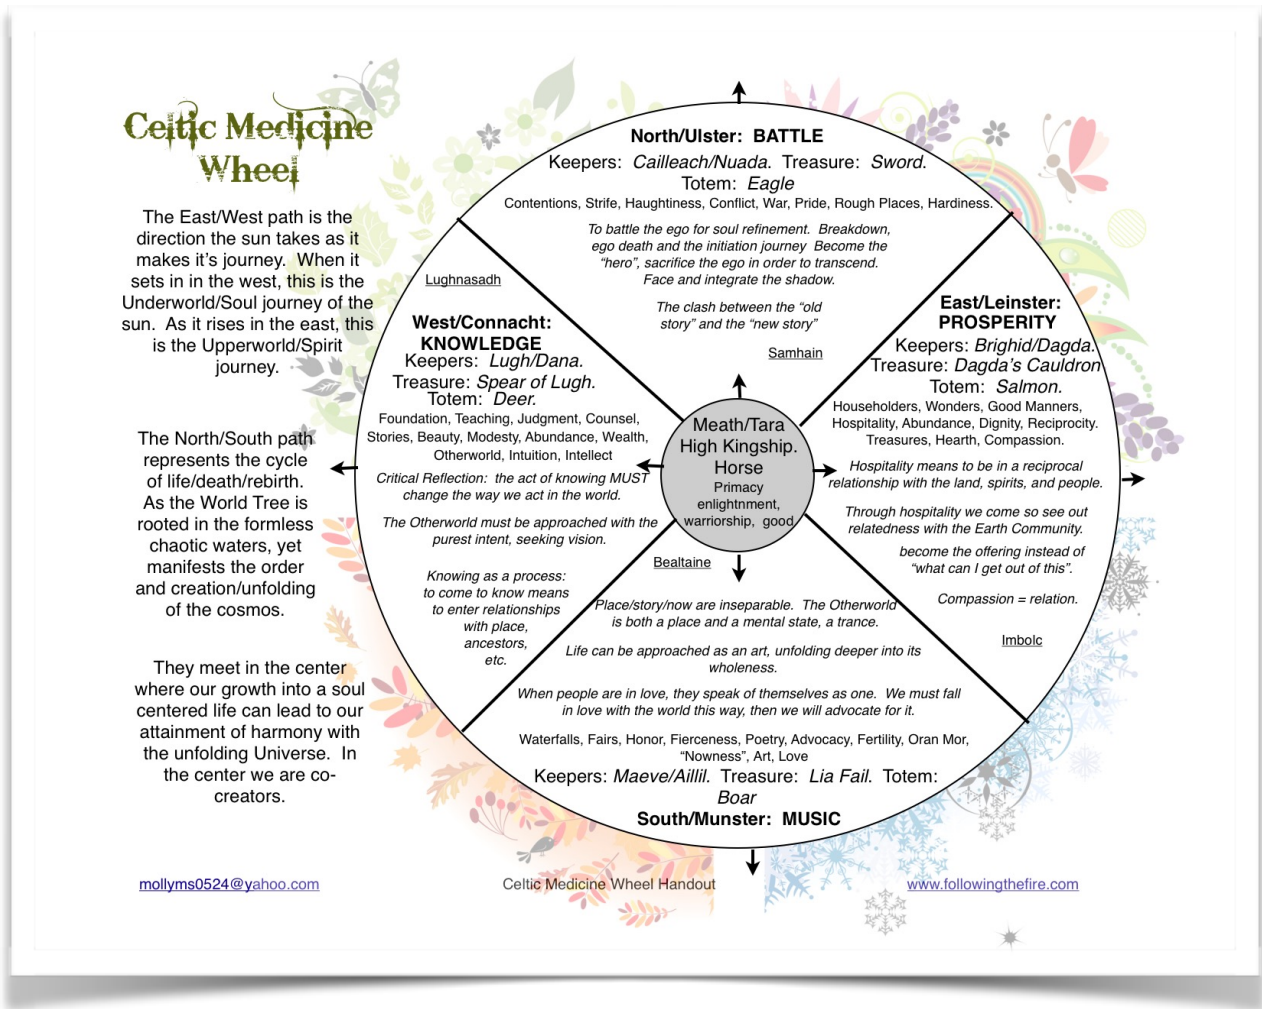 Celtic Medicine
Wheel
The East/West path is the
direction the sun takes as it
makes it's journey. When it
sets in in the west, this is the
Underworld/Soul journey of the
sun. As it rises in the east, this
is the Upperworld/Spirit
journey.
The North/South path
represents the cycle
of life/death/rebirth.
As the World Tree is
rooted in the formless
chaotic waters, yet
manifests the order
and creation/unfolding
of the cosmos.
They meet in the center
where our growth into a soul
centered life can lead to our
attainment of harmony with
the unfolding Universe. In
the center we are co-
creators.
North/Ulster: BATTLE
Keepers: Cailleach/Nuada. Treasure: Sword.
Totem: Eagle
Contentions, Strife, Haughtiness, Conflict, War, Pride, Rough Places, Hardiness.
To battle the ego for soul refinement. Breakdown,
ego death and the initiation journey Become the
“hero”, sacrifice the ego in order to transcend.
Face and integrate the shadow.
The clash between the “old
story” and the “new story”
Samhain
Lughnasadh
West/Connacht:
KNOWLEDGE
Keepers: Lugh/Dana.
Treasure: Spear of Lugh.
Totem: Deer.
Foundation, Teaching, Judgment, Counsel,
Stories, Beauty, Modesty, Abundance, Wealth,
Otherworld, Intuition, Intellect
Critical Reflection: the act of knowing MUST
change the way we act in the world.
The Otherworld must be approached with the
purest intent, seeking vision.
Knowing as a process:
to come to know means
to enter relationships
with place,
ancestors,
etc.
Meath/Tara
High Kingship.
Horse
Primacy
enlightnment,
warriorship, good
East/Leinster:
PROSPERITY
Keepers: Brighid/Dagda.
Treasure: Dagda's Cauldron
Totem: Salmon.
Householders, Wonders, Good Manners,
Hospitality, Abundance, Dignity, Reciprocity.
Treasures, Hearth, Compassion.
Hospitality means to be in a reciprocal
relationship with the land, spirits, and people.
Through hospitality we come so see out
relatedness with the Earth Community.
become the offering instead of
“what can I get out of this”.
Compassion = relation.
Imbolc
Bealtaine
Place/story/now are inseparable. The Otherworld
is both a place and a mental state, a trance.
Life can be approached as an art, unfolding deeper into its
wholeness.
When people are in love, they speak of themselves as one. We must fall
in love with the world this way, then we will advocate for it.
Waterfalls, Fairs, Honor, Fierceness, Poetry, Advocacy, Fertility, Oran Mor,
“Nowness”, Art, Love
Keepers: Maeve/Aillil. Treasure: Lia Fail. Totem:
Boar
South/Munster: MUSIC
mollyms0524@yahoo.com
Celtic Medicine Wheel Handout
www.followingthefire.com